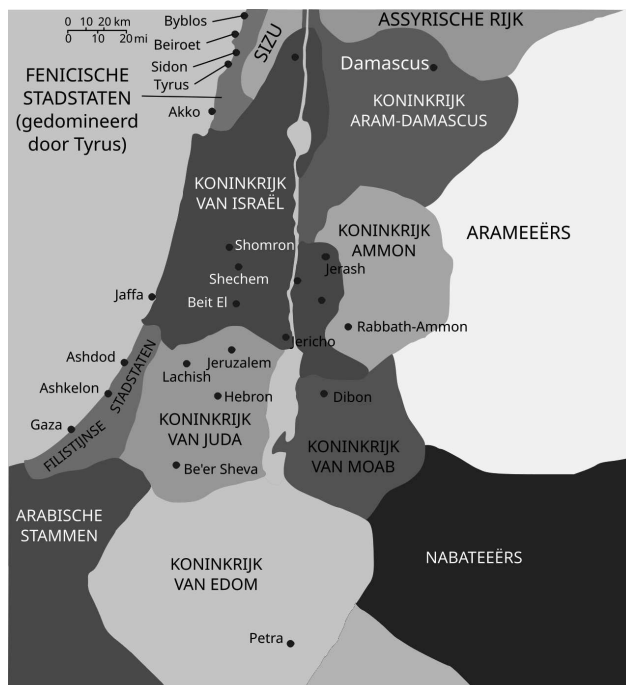 0 10 20 km
0 10 20 mi
Byblos
Beiroet
Sidon
Tyrus
SIZU
ASSYRISCHE RIJK
FENICISCHE
STADSTATEN
(gedomineerd
door Tyrus)
Akko
Damascus
KONINKRIJK
ARAM-DAMASCUS
KONINKRIJK
VAN ISRAËL
KONINKRIJK
AMMON
ARAMEEËRS
Shomron
Shechem
Jerash
Jaffa
Beit El
Rabbath-Ammon
Jericho
Ashdod
Jeruzalem
Lachish
Ashkelon
Hebron
Dibon
FILISTIJNSE STADSTATEN
Gaza
KONINKRIJK
VAN JUDA
KONINKRIJK
VAN MOAB
Be'er Sheva
ARABISCHE
STAMMEN
KONINKRIJK
VAN EDOM
NABATEEËRS
Petra